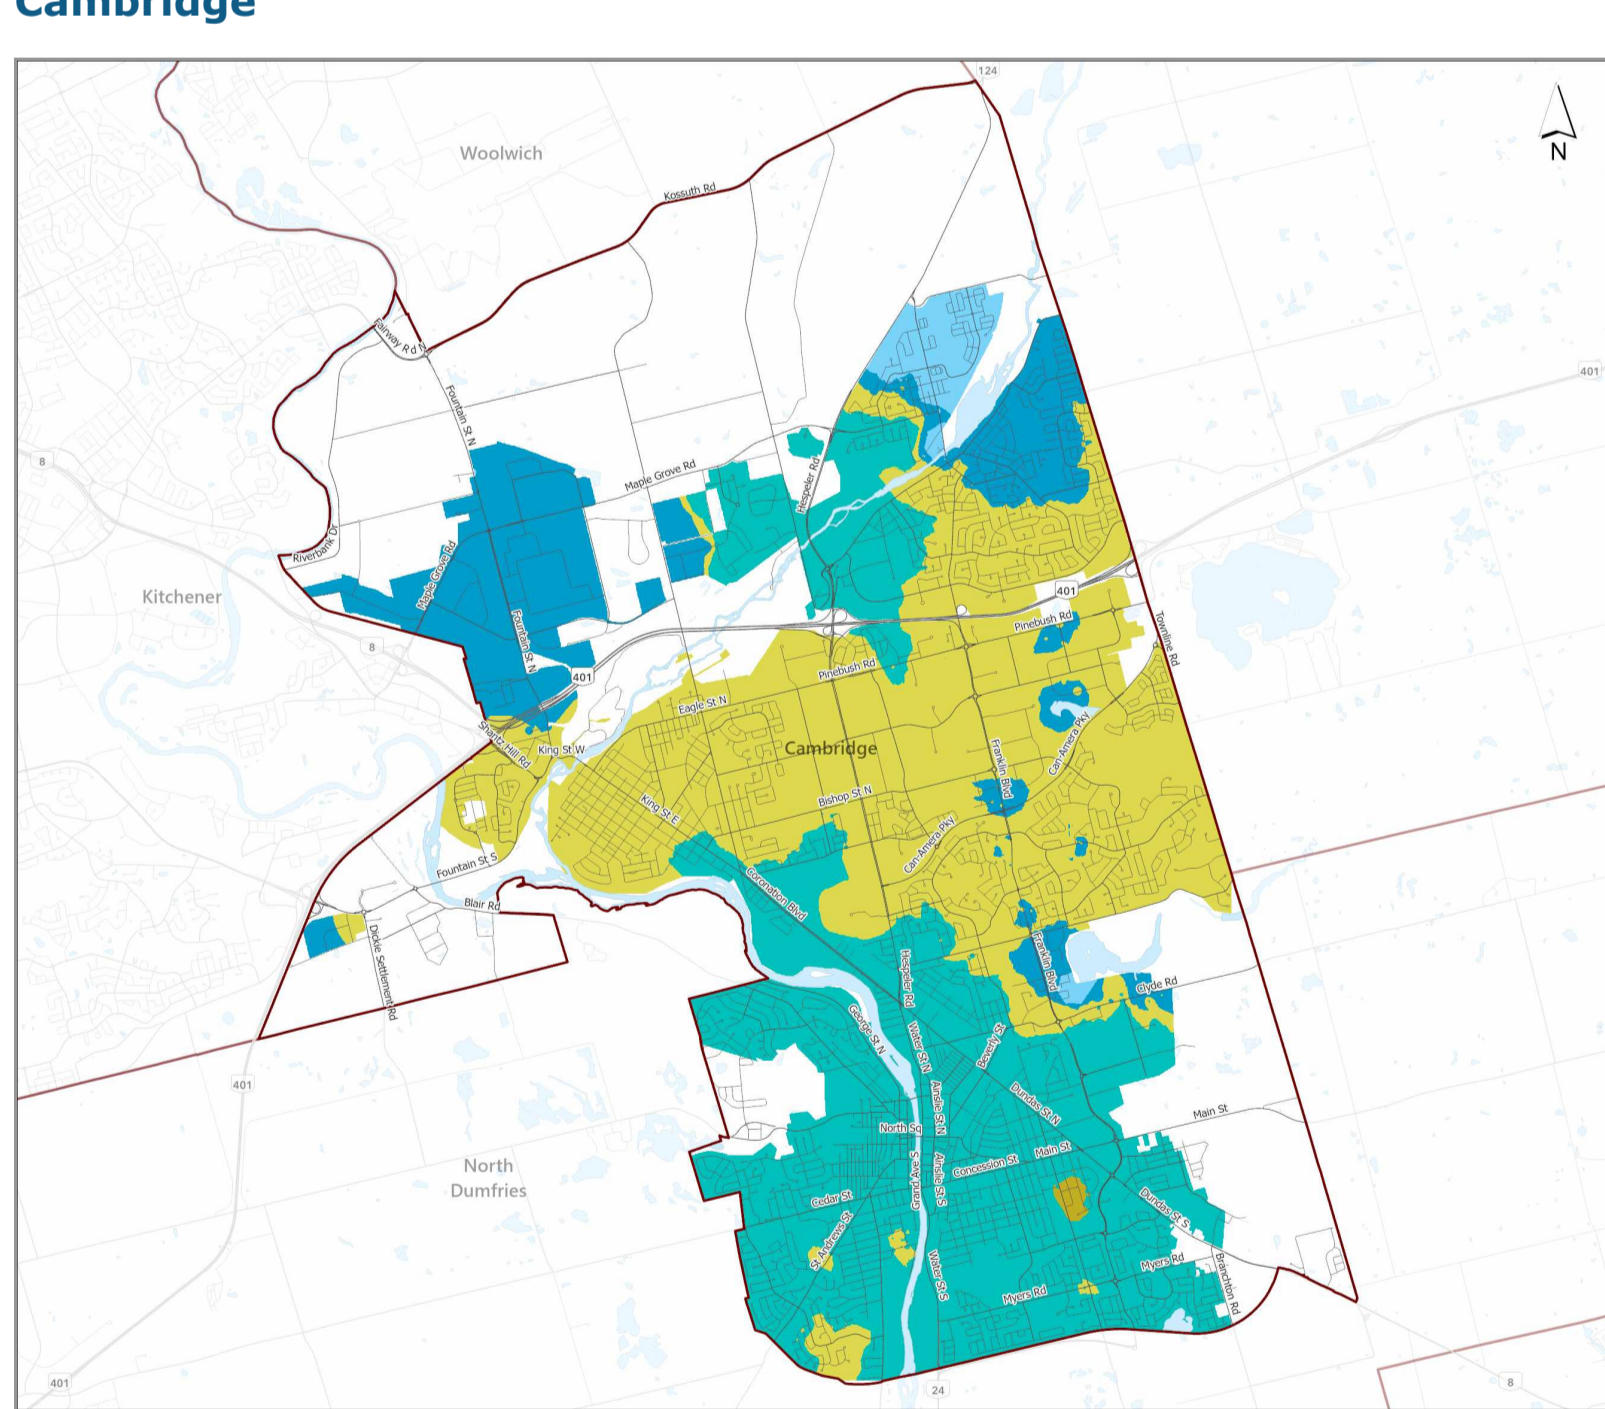 Cambridge
124
N
Woolwich
Kossuth Rd
Fairway Rd N
401
Fountain St N
8
Maple Grove Rd
Hespeler Rd
Riverbank Dr
Maple Grove Rd
Kitchener
401
Fountain St N
Pinebush Rd
Townline Rd
8
Pinebush Rd
401
Eagle St N
Shantz Hill Rd
King St W
Cambridge
Can-Amera Pky
Franklin Blvd
King St E
Bishop St N
Can-Amera Pky
Fountain St S
Coronation Blvd
Blair Rd
Dickie Settlement Rd
Hespeler Rd
Franklin Blvd
Clyde Rd
George St N
Water St N
Beverly St
401
Ainslie St N
Dundas St N
Main St
North Sq
Main St
North
Dumfries
Concession St
Grand Ave S
Ainslie St S
Cedar St
Dundas St S
St Andrews St
Myers Rd
Water St S
Branchton Rd
Myers Rd
401
24
8